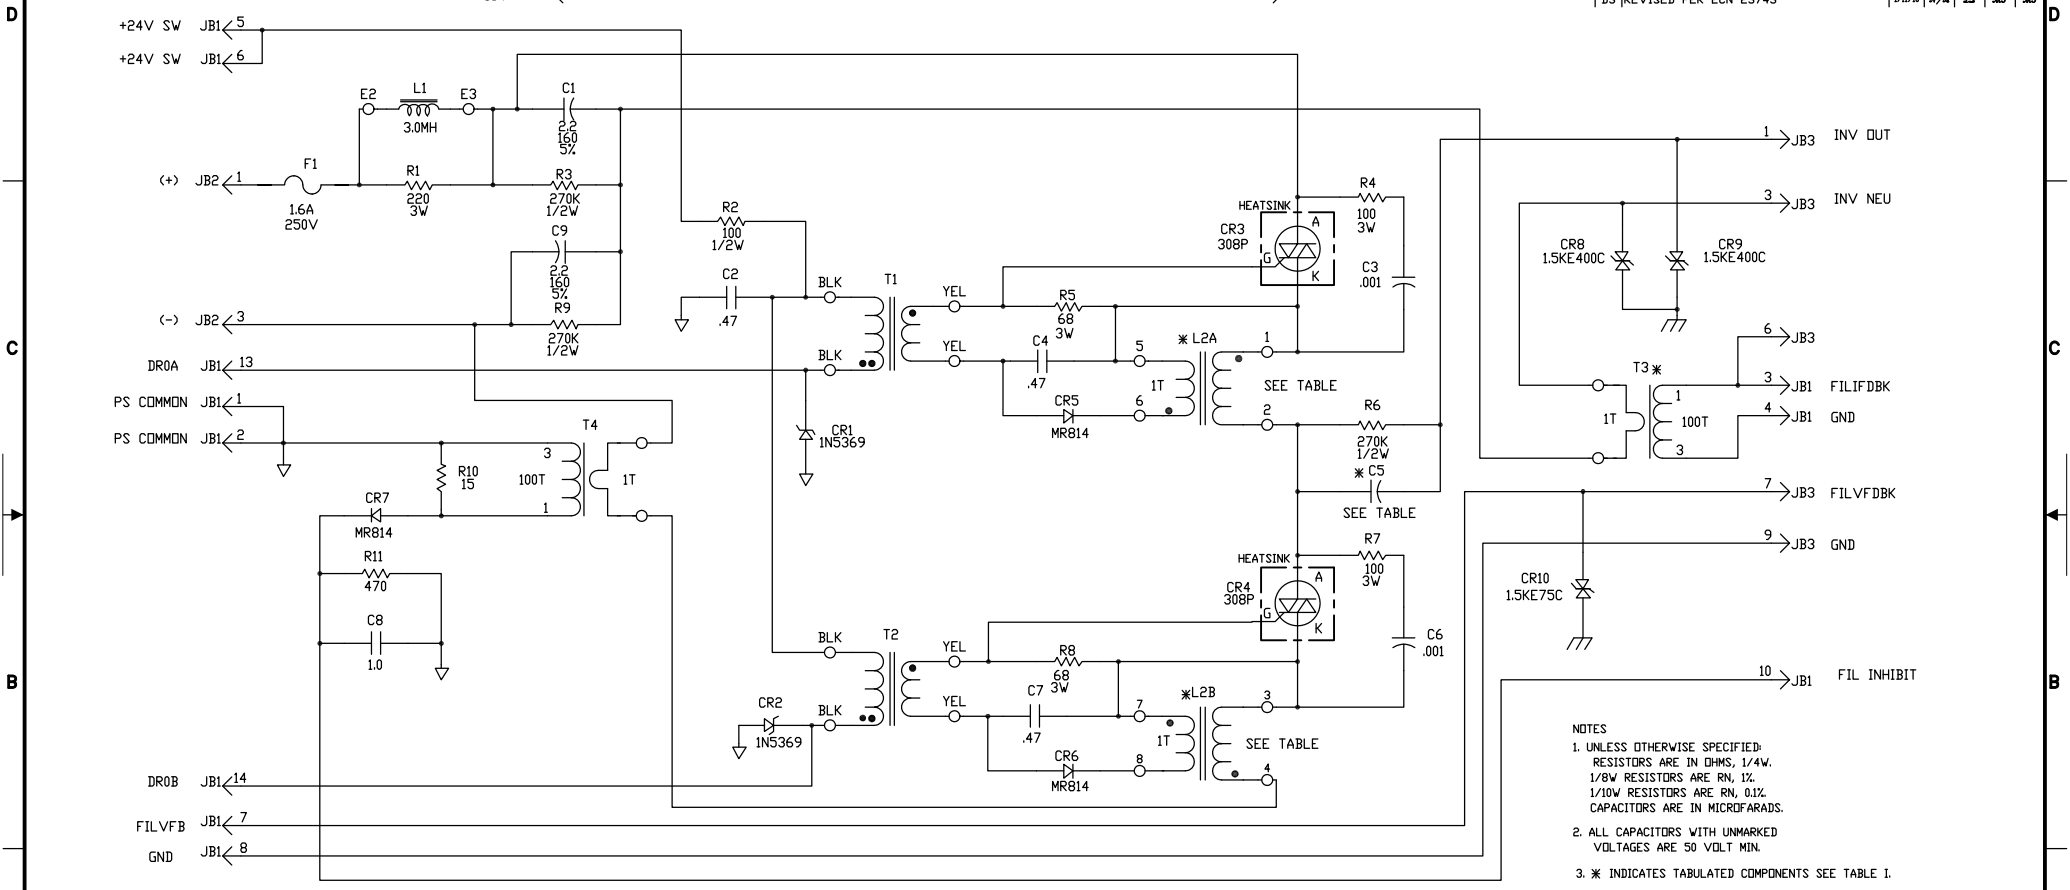 D
D
B3 REVISED PER ECN 25745
+24V SW JB1 5
+24V SW JB1 6
E2 L1 E3
3.0MH
C1
2.2
160
5%
1 JB3 INV OUT
F1
(+) JB2 1
1.6A
250V
R1
220
3W
R3
270K
1/2W
R2
100
1/2W
HEATSINK
CR3
308P
A
G
K
R4
100
3W
C3
.001
3 JB3 INV NEU
CR8
1.5KE400C
CR9
1.5KE400C
C9
2.2
160
5%
R9
270K
1/2W
C2
.47
BLK
T1
YEL
R5
68
3W
(-) JB2 3
C
C
6 JB3
YEL
C4
.47
5
* L2A
1
1T
SEE TABLE
BLK
DROA JB1 13
T3 *
1
3 JB1 FILIFDBK
1T
100T
4 JB1 GND
3
PS COMMON JB1 1
PS COMMON JB1 2
CR5
MR814
6
2
R6
270K
1/2W
CR1
1N5369
T4
3
100T
1T
1
R10
15
* C5
SEE TABLE
7 JB3 FILVFDBK
CR7
MR814
R11
470
C8
1.0
9 JB3 GND
HEATSINK
CR4
308P
A
G
K
R7
100
3W
C6
.001
CR10
1.5KE75C
BLK
T2
YEL
R8
68
3W
B
B
10 JB1 FIL INHIBIT
CR2
1N5369
BLK
YEL
C7
.47
7
*L2B
3
1T
SEE TABLE
CR6
MR814
8
4
DROB JB1 14
FILVFB JB1 7
GND JB1 8
NOTES
1. UNLESS OTHERWISE SPECIFIED:
RESISTORS ARE IN OHMS, 1/4W.
1/8W RESISTORS ARE RN, 1%.
1/10W RESISTORS ARE RN, 0.1%.
CAPACITORS ARE IN MICROFARADS.
2. ALL CAPACITORS WITH UNMARKED
VOLTAGES ARE 50 VOLT MIN.
3. * INDICATES TABULATED COMPONENTS SEE TABLE I.